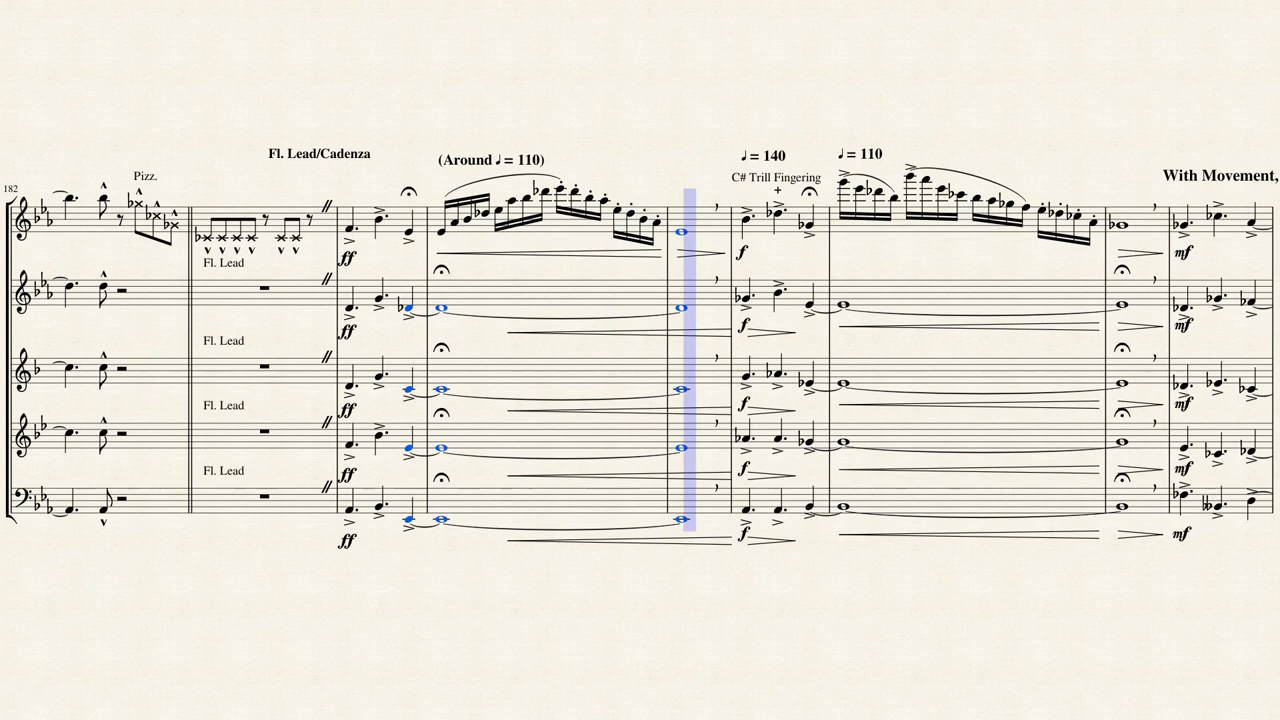 Fl. Lead/Cadenza
(Around ♩ = 110)
♩ = 140
♩ = 110
182
Pizz.
C# Trill Fingering
With Movement,
+
ff
f
mf
Fl. Lead
ff
f
mf
Fl. Lead
ff
f
mf
Fl. Lead
ff
f
mf
Fl. Lead
ff
f
mf